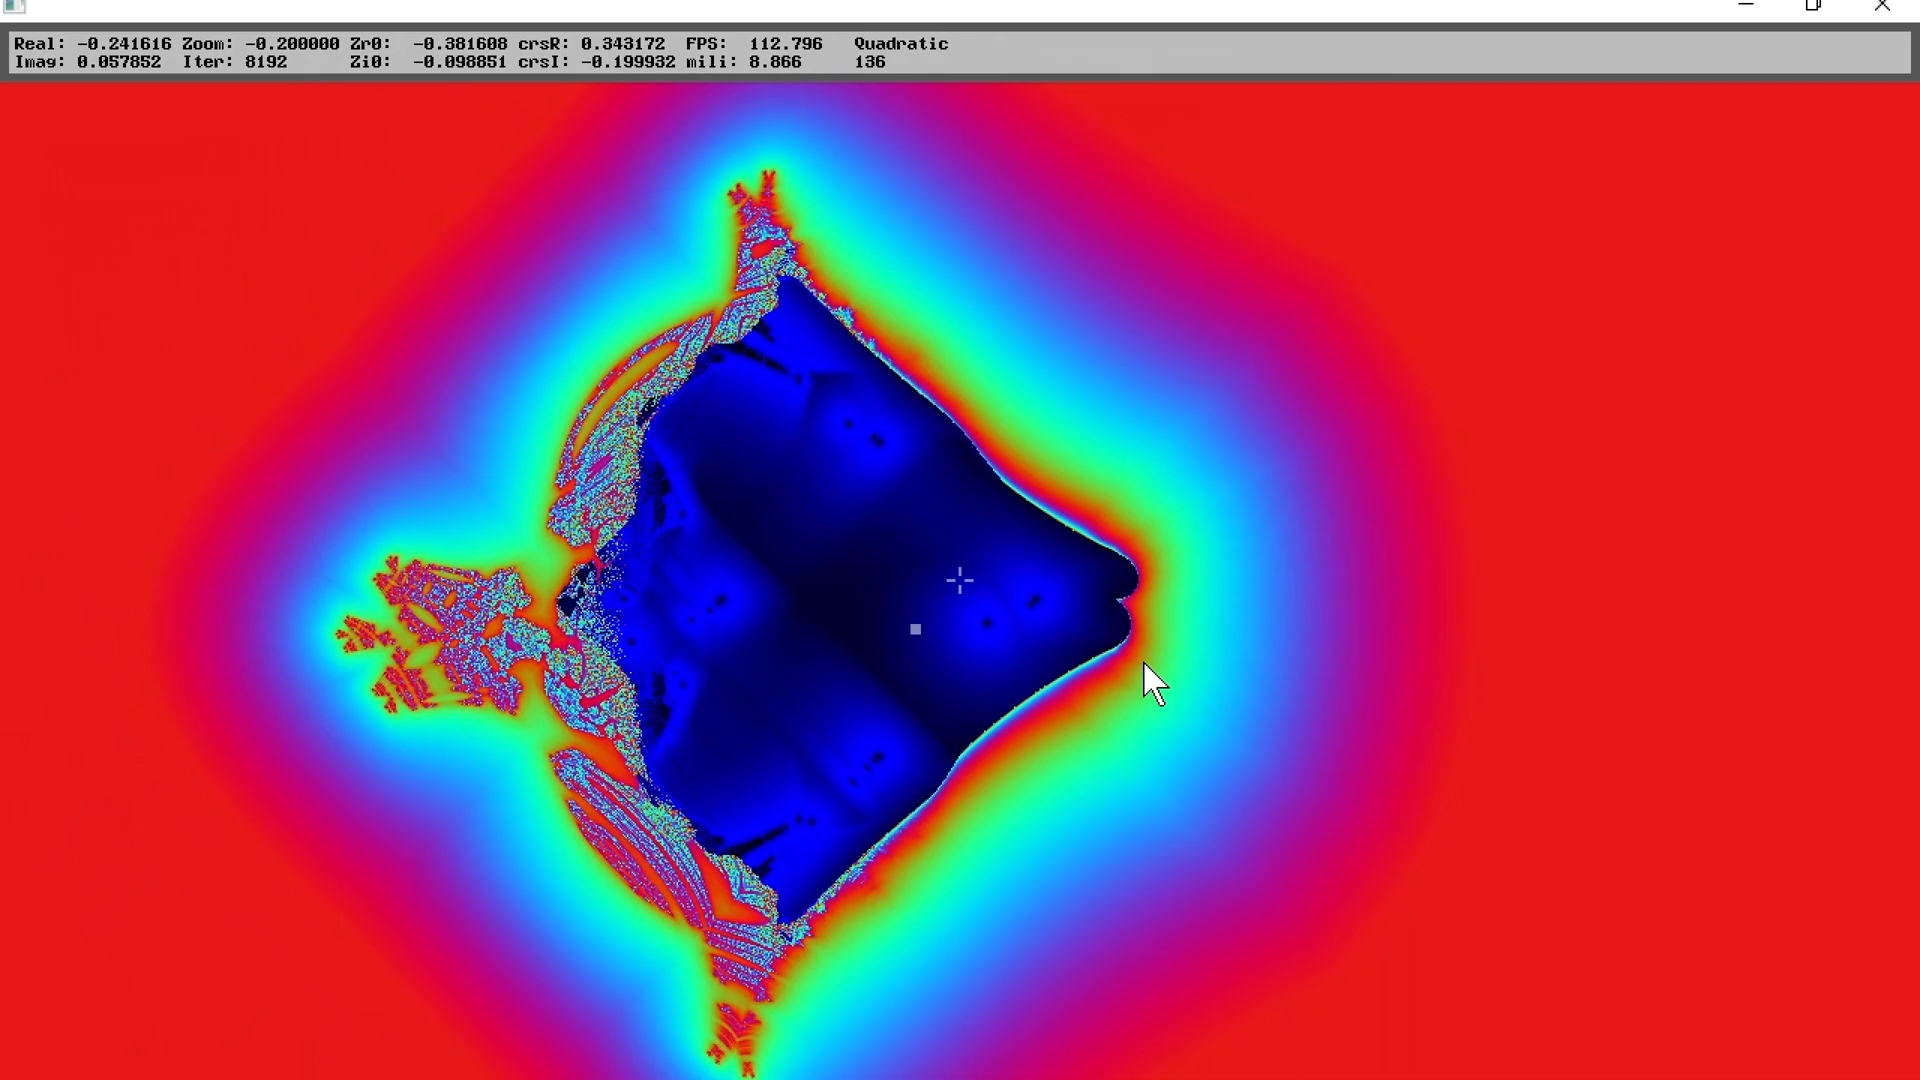 Real: -0.241616 Zoom: -0.200000 Zr0: -0.381608 crsR: 0.343172 FPS: 112.796 Quadratic
Imag: 0.057852 Iter: 8192 Zi0: -0.098851 crsI: -0.199932 mili: 8.866 136